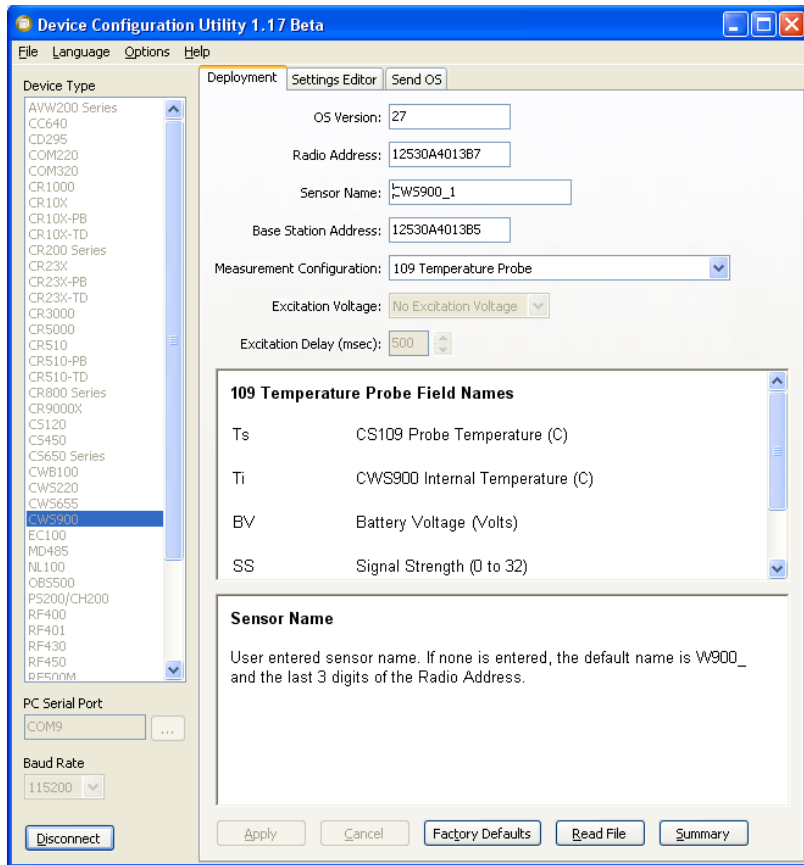 Device Configuration Utility 1.17 Beta
File Language Options Help
Device Type
AVW200 Series
CC640
CD295
COM220
COM320
CR1000
CR10X
CR10X-PB
CR10X-TD
CR200 Series
CR23X
CR23X-PB
CR23X-TD
CR3000
CR5000
CR510
CR510-PB
CR510-TD
CR800 Series
CR9000X
CS120
CS450
CS650 Series
CWB100
CWS220
CWS655
CWS900
EC100
MD485
NL100
OBS500
PS200/CH200
RF400
RF401
RF430
RF450
RF500M
PC Serial Port
COM9 ...
Baud Rate
115200
Disconnect
Deployment Settings Editor Send OS
OS Version: 27
Radio Address: 12530A4013B7
Sensor Name: CWS900_1
Base Station Address: 12530A4013B5
Measurement Configuration: 109 Temperature Probe
Excitation Voltage: No Excitation Voltage
Excitation Delay (msec): 500
109 Temperature Probe Field Names
Ts CS109 Probe Temperature (C)
Ti CWS900 Internal Temperature (C)
BV Battery Voltage (Volts)
SS Signal Strength (0 to 32)
Sensor Name
User entered sensor name. If none is entered, the default name is W900_
and the last 3 digits of the Radio Address.
Apply Cancel Factory Defaults Read File Summary